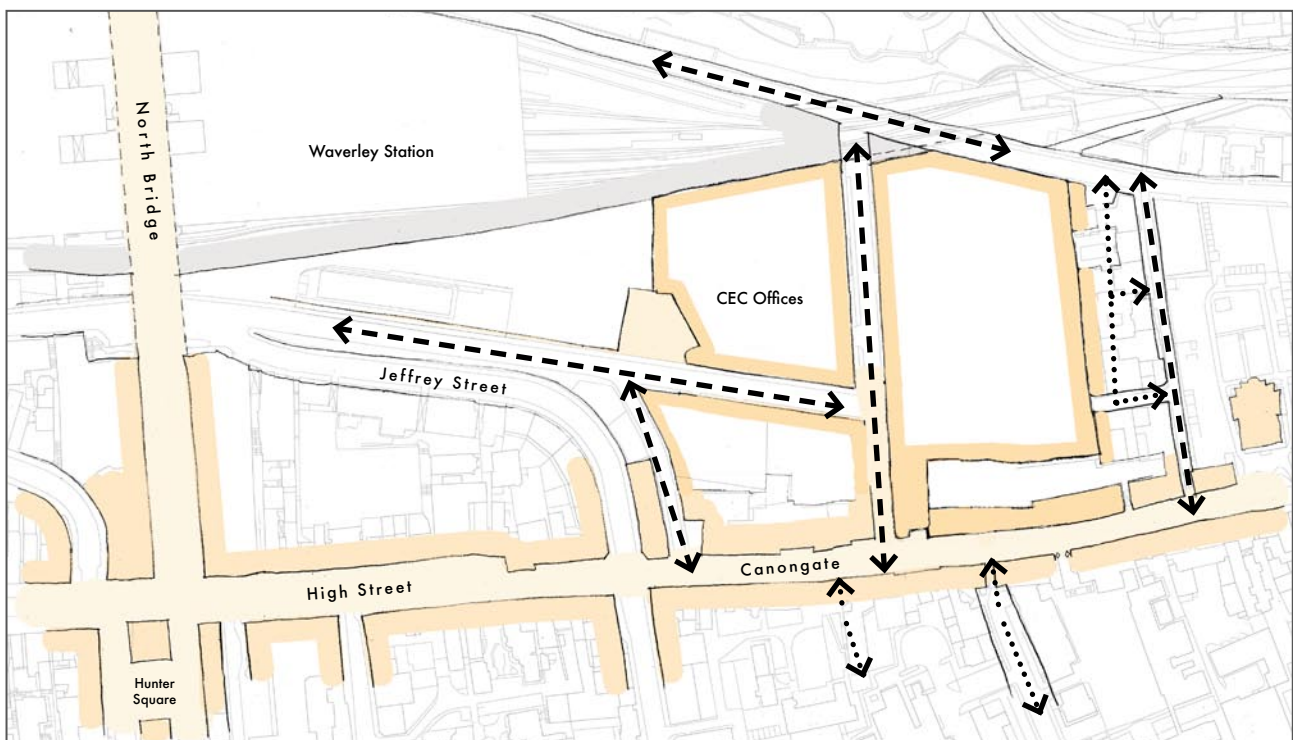 North Bridge
Waverley Station
CEC Offices
Jeffrey Street
Canongate
High Street
Hunter
Square